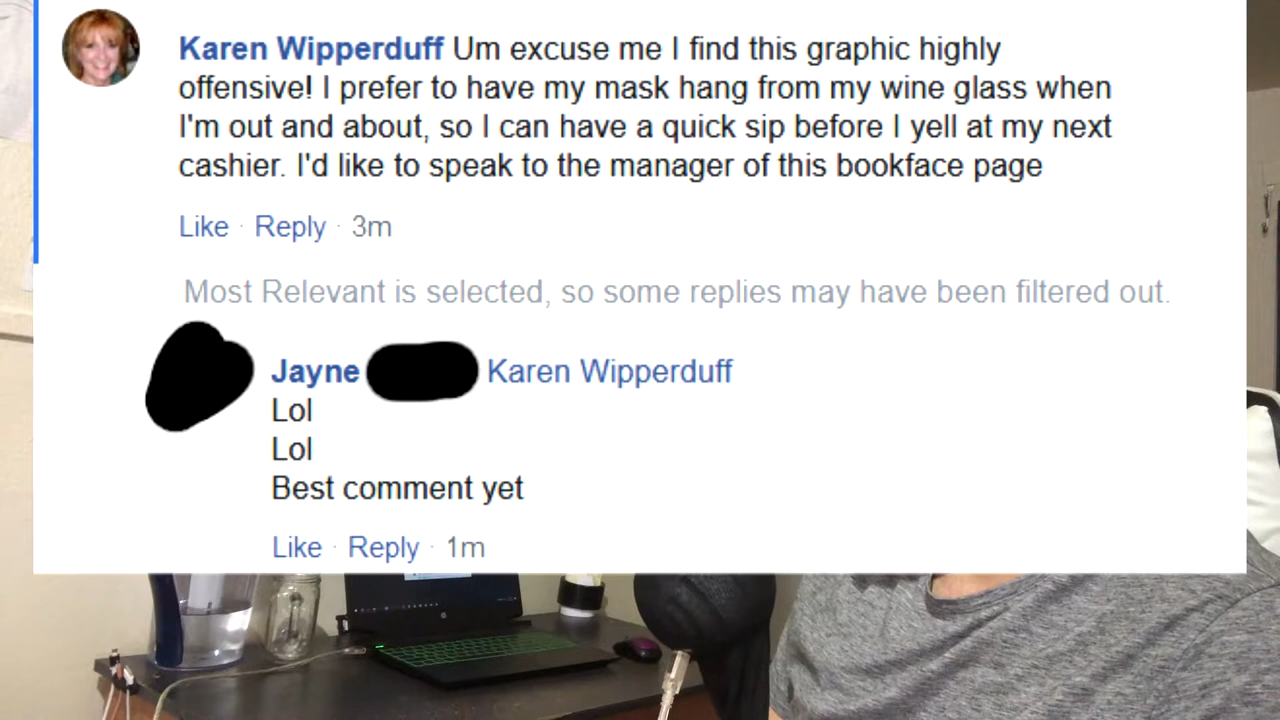 Karen Wipperduff Um excuse me I find this graphic highly
offensive! I prefer to have my mask hang from my wine glass when
I'm out and about, so I can have a quick sip before I yell at my next
cashier. I'd like to speak to the manager of this bookface page
Like · Reply · 3m
Most Relevant is selected, so some replies may have been filtered out.
Jayne Karen Wipperduff
Lol
Lol
Best comment yet
Like · Reply · 1m